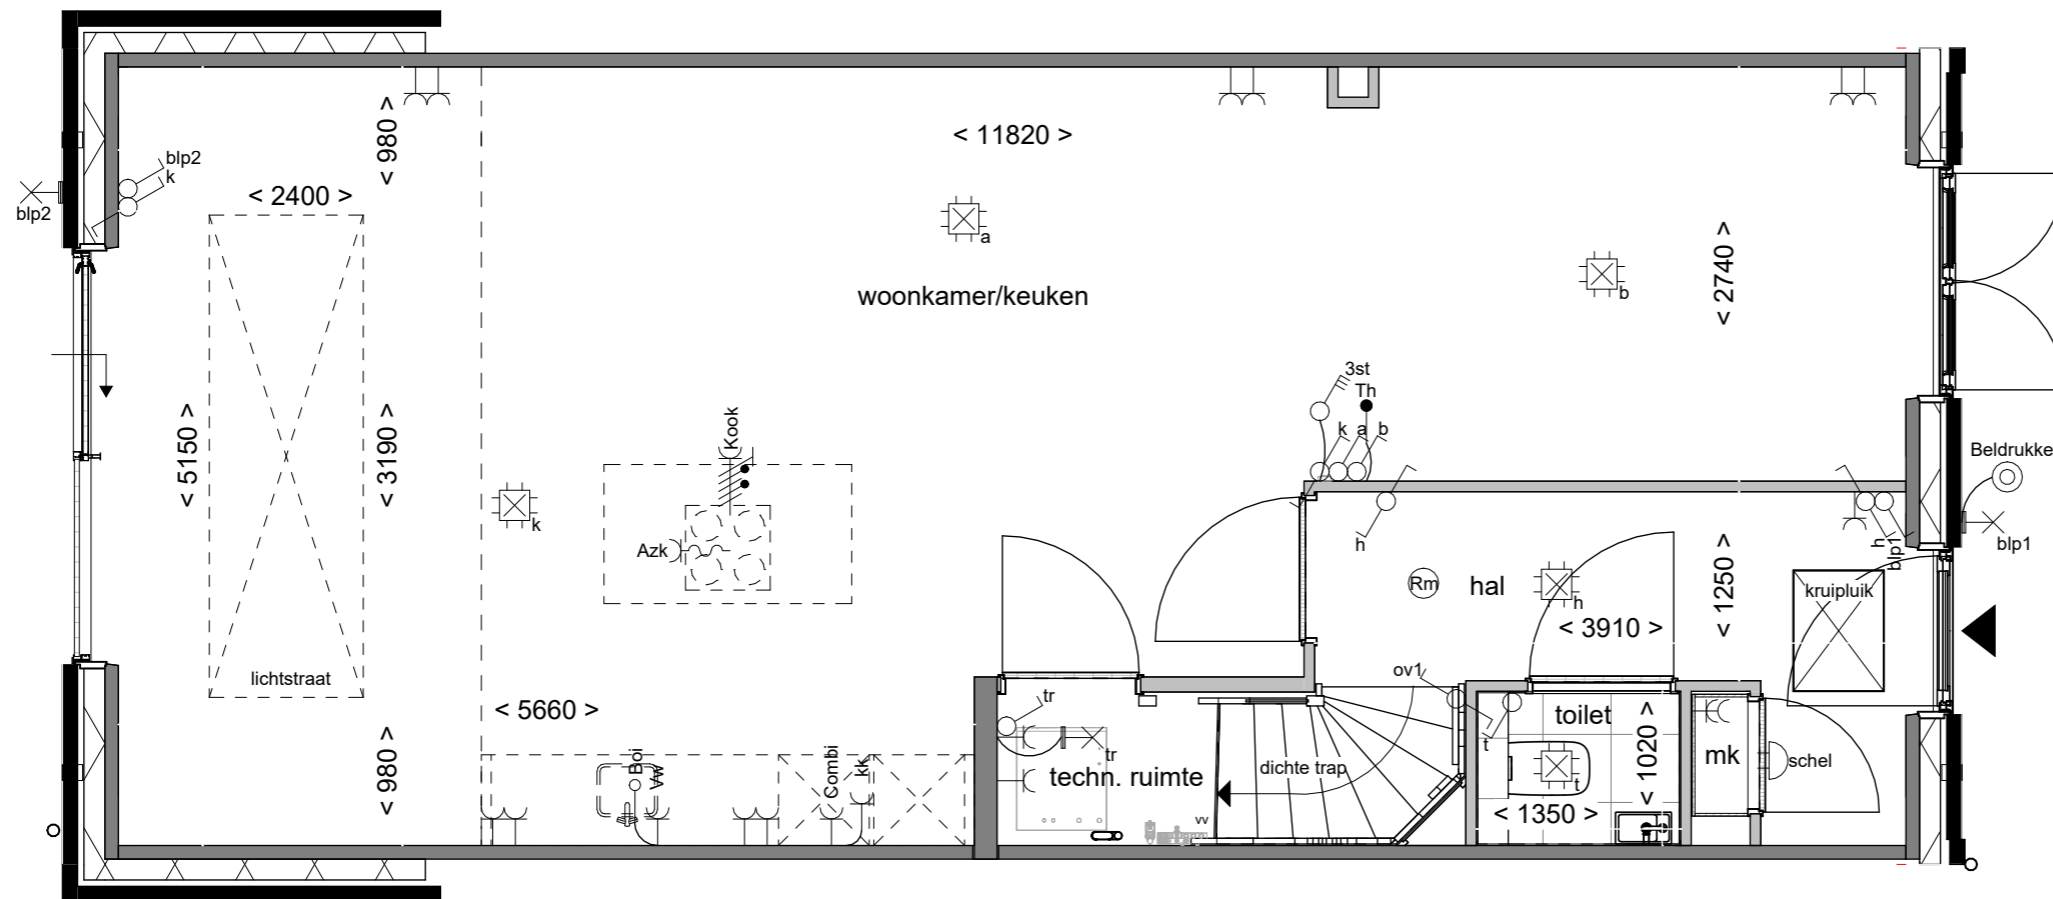 < 980 >
< 11820 >
blp2
k
blp2
< 2400 >
a
woonkamer/keuken
b
< 2740 >
3st
Th
k a b
Kook
< 5150 >
< 3190 >
k
Azk
Beldrukke
h
h
blp1
blp1
Rm
hal
h
< 3910 >
< 1250 >
kruipluik
lichtstraat
< 5660 >
ov1
tr
tr
t
toilet
< 1020 >
mk
schel
< 980 >
Boi
Vw
Combi
kk
techn. ruimte
dichte trap
t
< 1350 >
vv